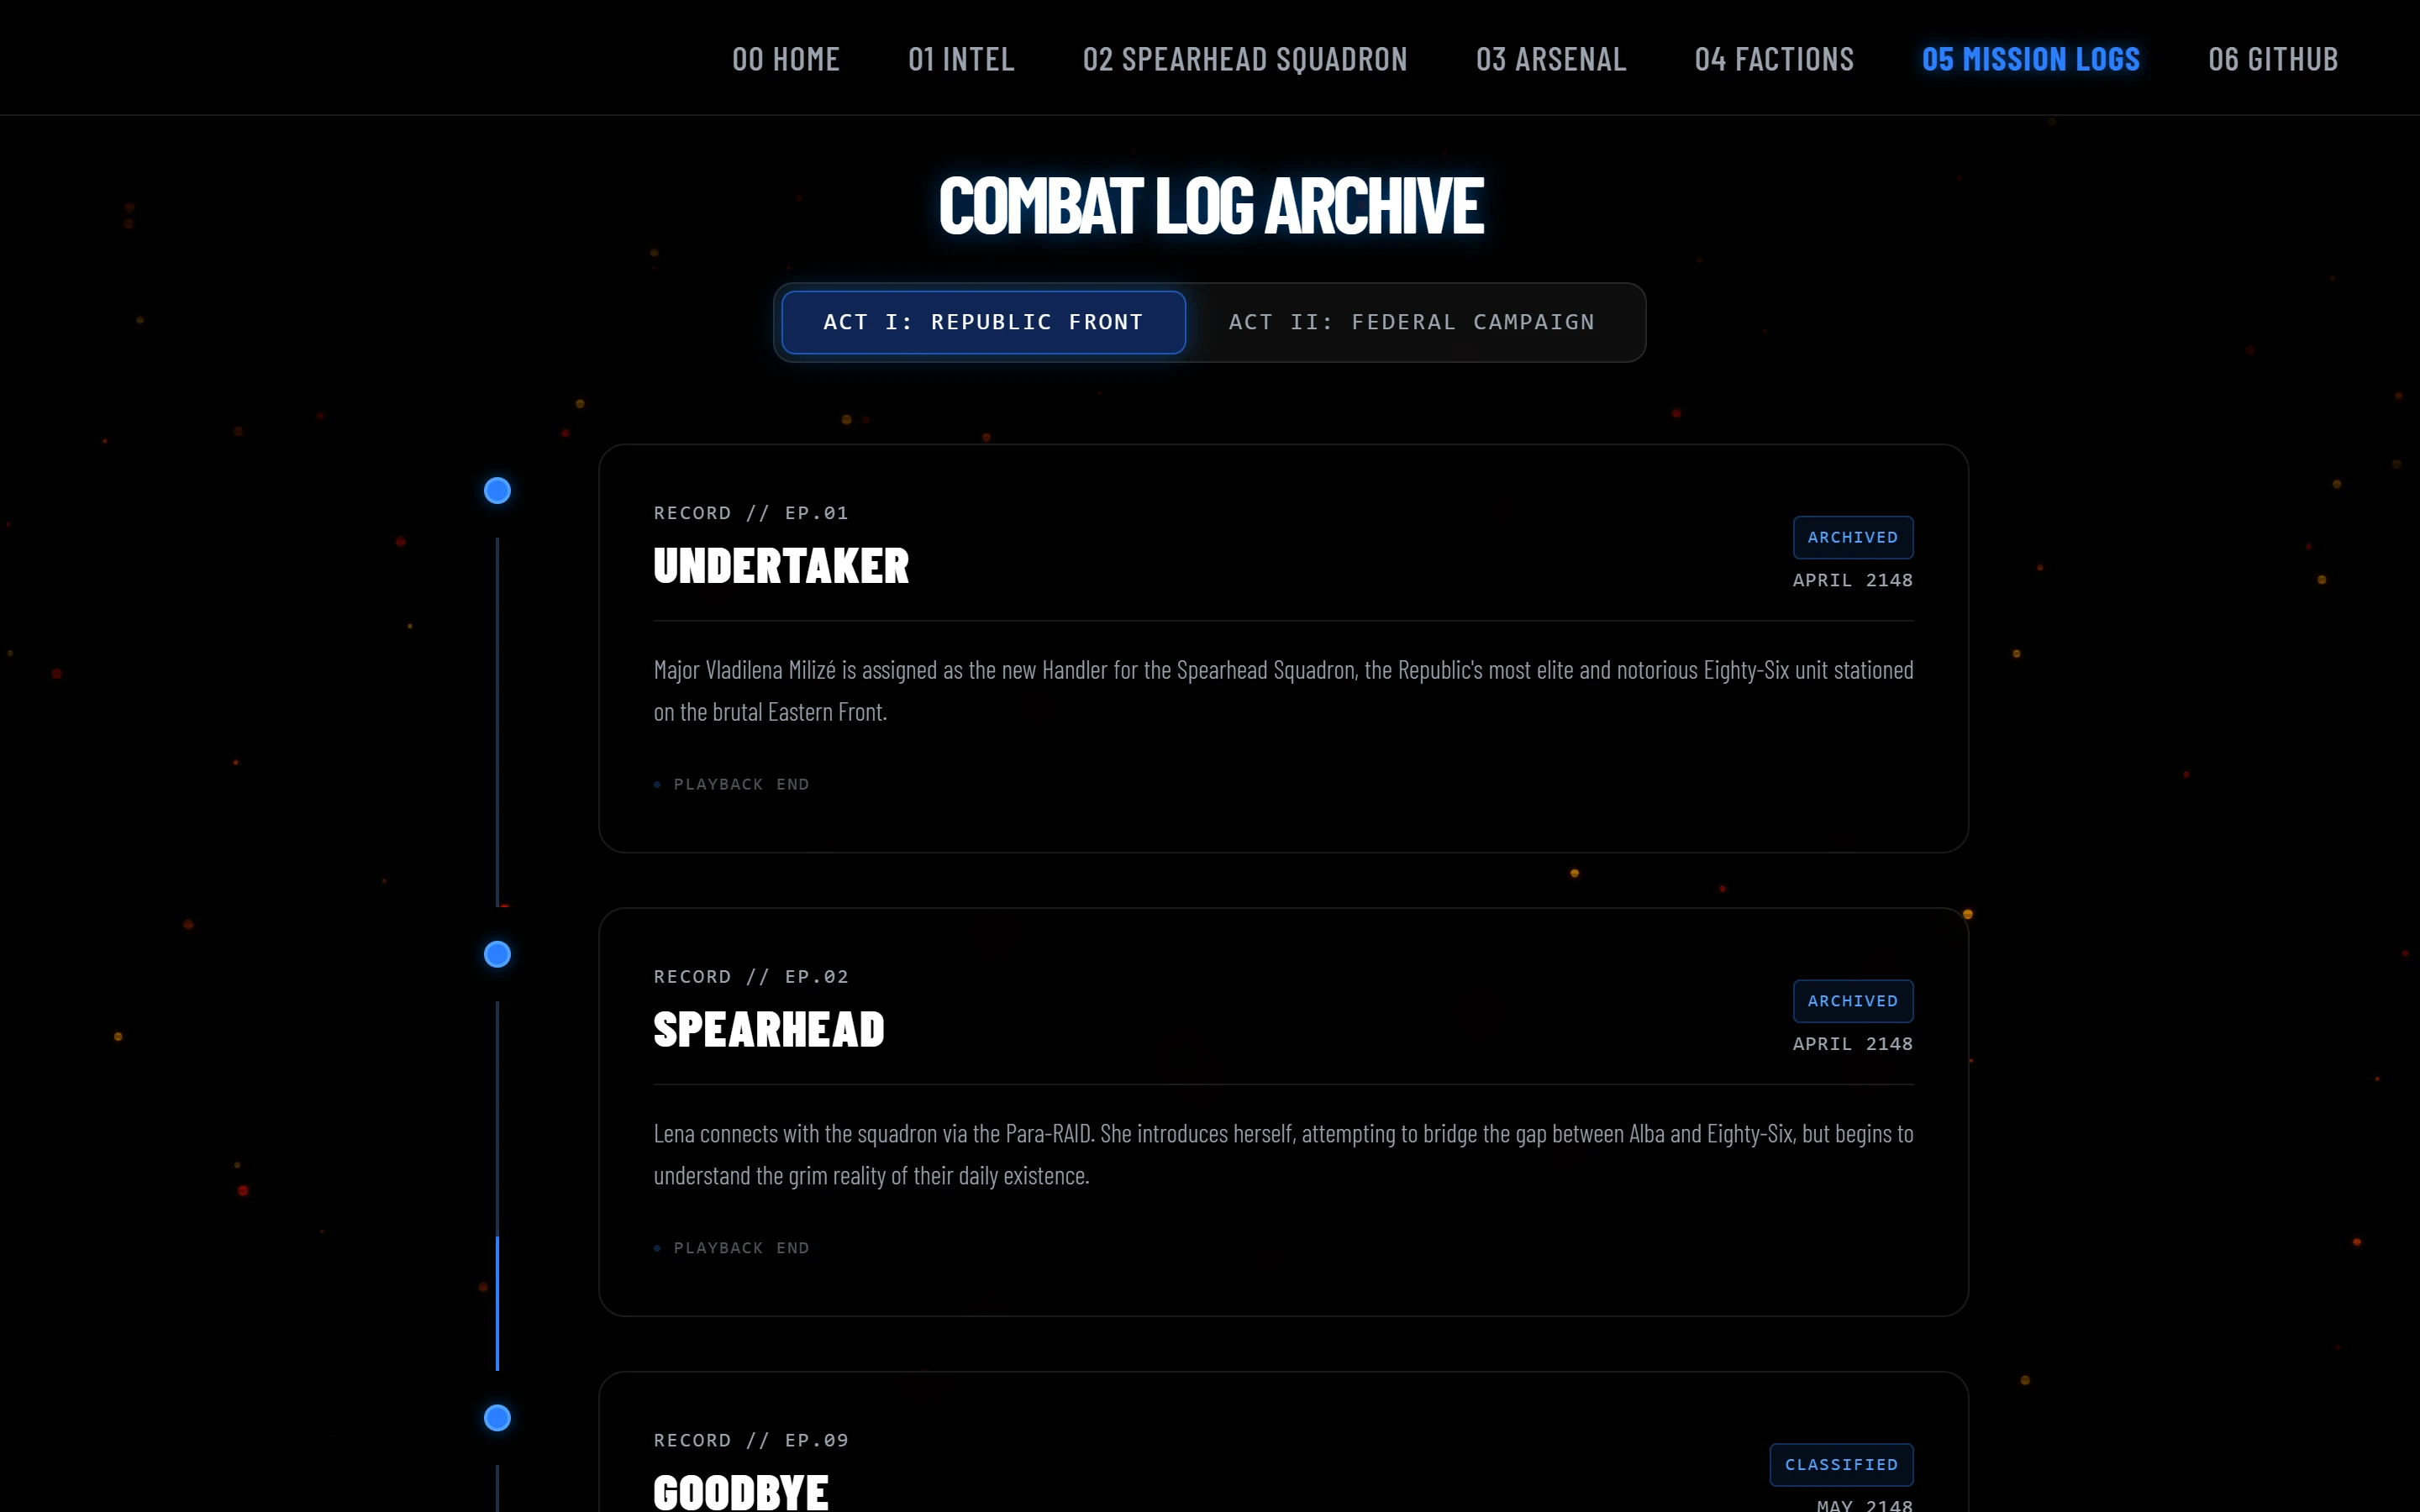 00 HOME 01 INTEL 02 SPEARHEAD SQUADRON 03 ARSENAL 04 FACTIONS 05 MISSION LOGS 06 GITHUB
COMBAT LOG ARCHIVE
ACT I: REPUBLIC FRONT ACT II: FEDERAL CAMPAIGN
RECORD // EP.01
UNDERTAKER
ARCHIVED
APRIL 2148
Major Vladilena Milizé is assigned as the new Handler for the Spearhead Squadron, the Republic's most elite and notorious Eighty-Six unit stationed
on the brutal Eastern Front.
PLAYBACK END
RECORD // EP.02
SPEARHEAD
ARCHIVED
APRIL 2148
Lena connects with the squadron via the Para-RAID. She introduces herself, attempting to bridge the gap between Alba and Eighty-Six, but begins to
understand the grim reality of their daily existence.
PLAYBACK END
RECORD // EP.09
GOODBYE
CLASSIFIED
MAY 2148